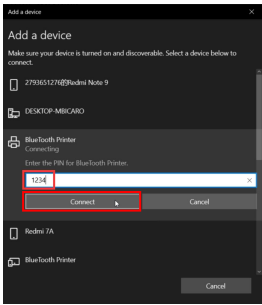 Add a device
Add a device
Make sure your device is turned on and discoverable. Select a device below to
connect.
2793651276的Redmi Note 9
DESKTOP-MBICARO
BlueTooth Printer
Connecting
Enter the PIN for BlueTooth Printer.
1234
Connect
Cancel
Redmi 7A
BlueTooth Printer
Cancel